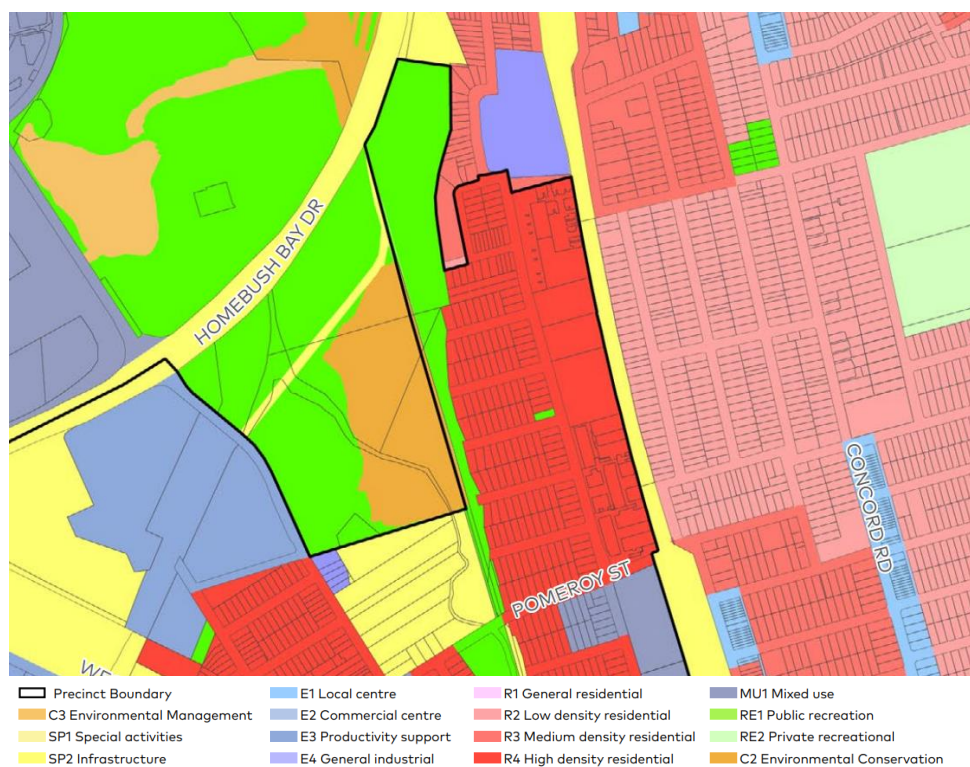 HOMEBUSH BAY DR
CONCORD RD
POMEROY ST
WE
Precinct Boundary
C3 Environmental Management
SP1 Special activities
SP2 Infrastructure
E1 Local centre
E2 Commercial centre
E3 Productivity support
E4 General industrial
R1 General residential
R2 Low density residential
R3 Medium density residential
R4 High density residential
MU1 Mixed use
RE1 Public recreation
RE2 Private recreational
C2 Environmental Conservation